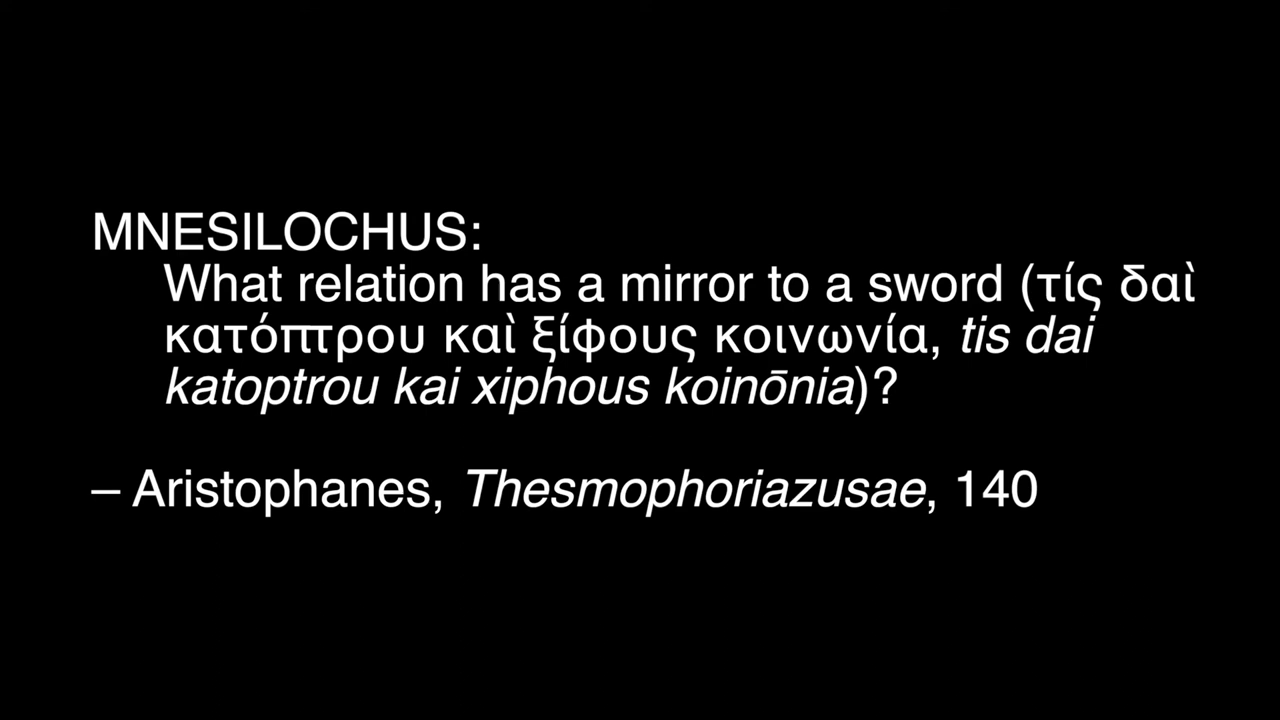 MNESILOCHUS:
What relation has a mirror to a sword (τίς δαὶ
κατόπτρου καὶ ξίφους κοινωνία, tis dai
katoptrou kai xiphous koinōnia)?
– Aristophanes, Thesmophoriazusae, 140